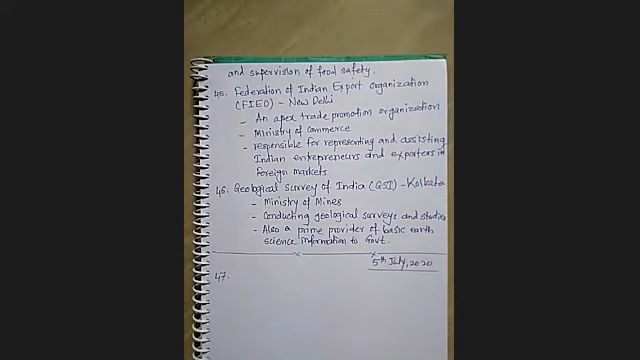 and supervision of food safety.
45. Federation of Indian Export organization
(FIEO) - New Delhi
- An apex trade promotion organization
- Ministry of commerce
- responsible for representing and assisting
Indian entrepreneurs and exporters in
foreign markets
46. Geological survey of India (GSI) - Kolkata
- Ministry of Mines
- Conducting geological surveys and studies
- Also a prime provider of basic earth
science information to Govt.
5th July, 2020
47.